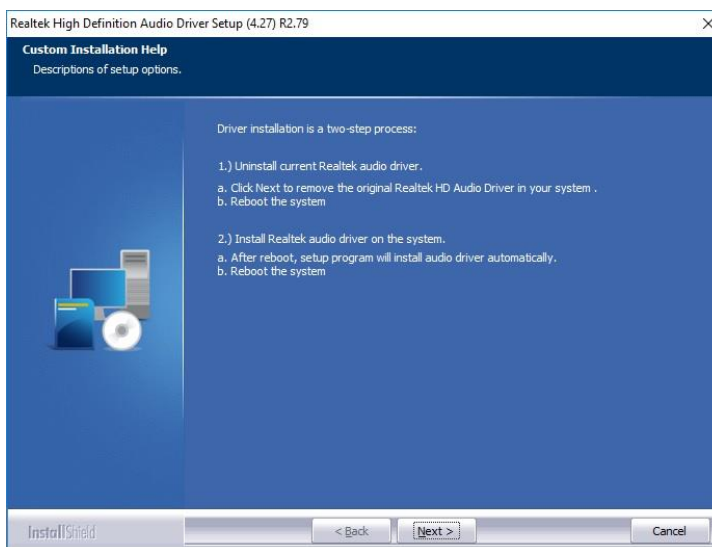 Realtek High Definition Audio Driver Setup (4.27) R2.79
Custom Installation Help
Descriptions of setup options.
Driver installation is a two-step process:
1.) Uninstall current Realtek audio driver.
a. Click Next to remove the original Realtek HD Audio Driver in your system .
b. Reboot the system
2.) Install Realtek audio driver on the system.
a. After reboot, setup program will install audio driver automatically.
b. Reboot the system
InstallShield
< Back Next > Cancel